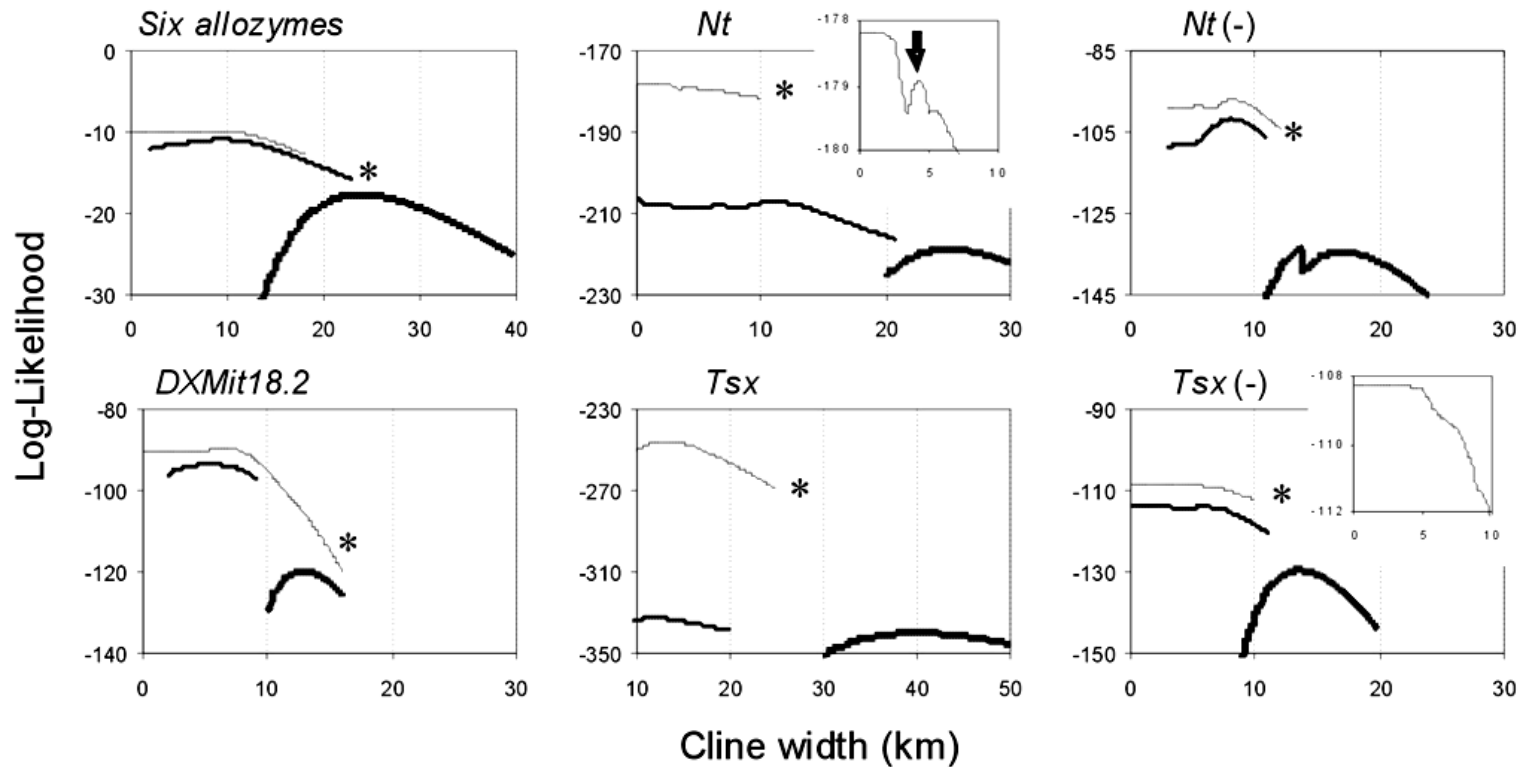 Six allozymes
0
-10
-20
-30
0 10 20 30 40
*
Nt
-170
-190
-210
-230
0 10 20 30
*
-178
-179
-180
0 5 10
Nt (-)
-85
-105
-125
-145
0 10 20 30
*
DXMit18.2
-80
-100
-120
-140
0 10 20 30
*
Tsx
-230
-270
-310
-350
10 20 30 40 50
*
Tsx (-)
-90
-110
-130
-150
0 10 20 30
*
-108
-110
-112
0 5 10
Log-Likelihood
Cline width (km)